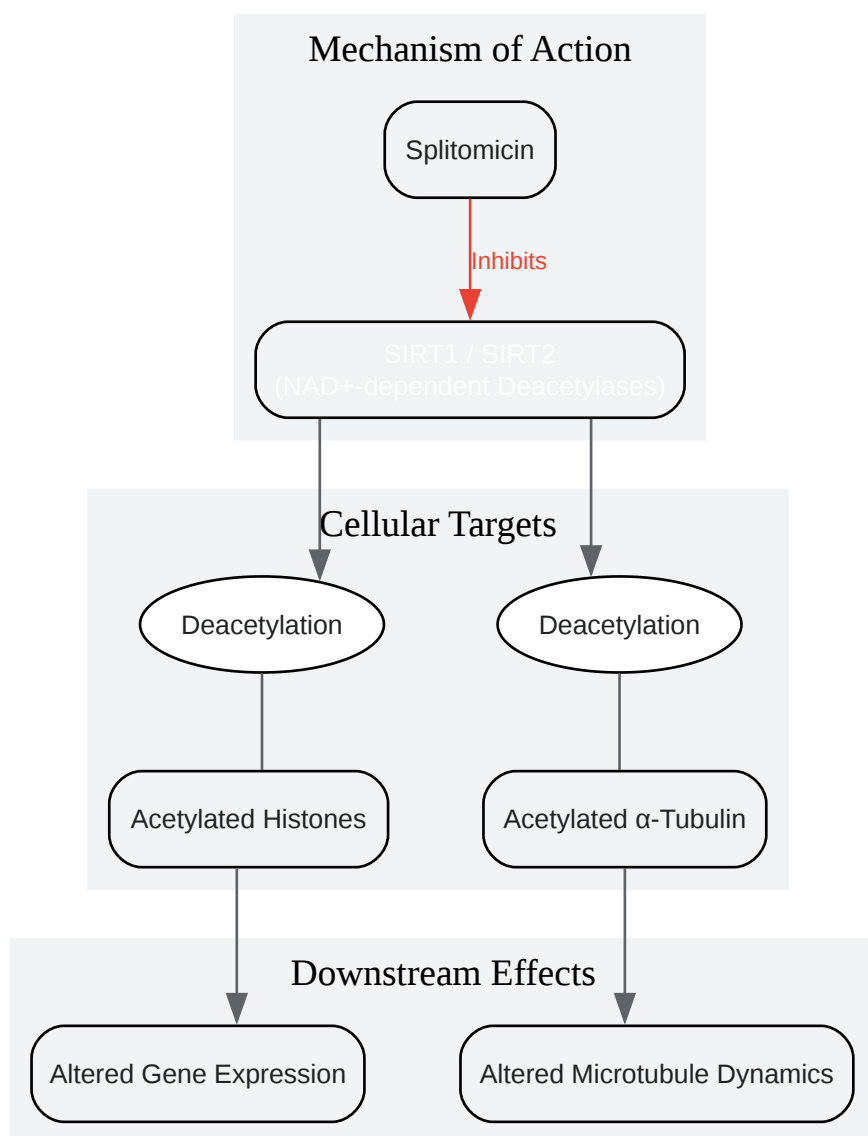 Mechanism of Action
Splitomicin
Inhibits
SIRT1 / SIRT2
(NAD+-dependent Deacetylases)
Cellular Targets
Deacetylation
Deacetylation
Acetylated Histones
Acetylated α-Tubulin
Downstream Effects
Altered Gene Expression
Altered Microtubule Dynamics